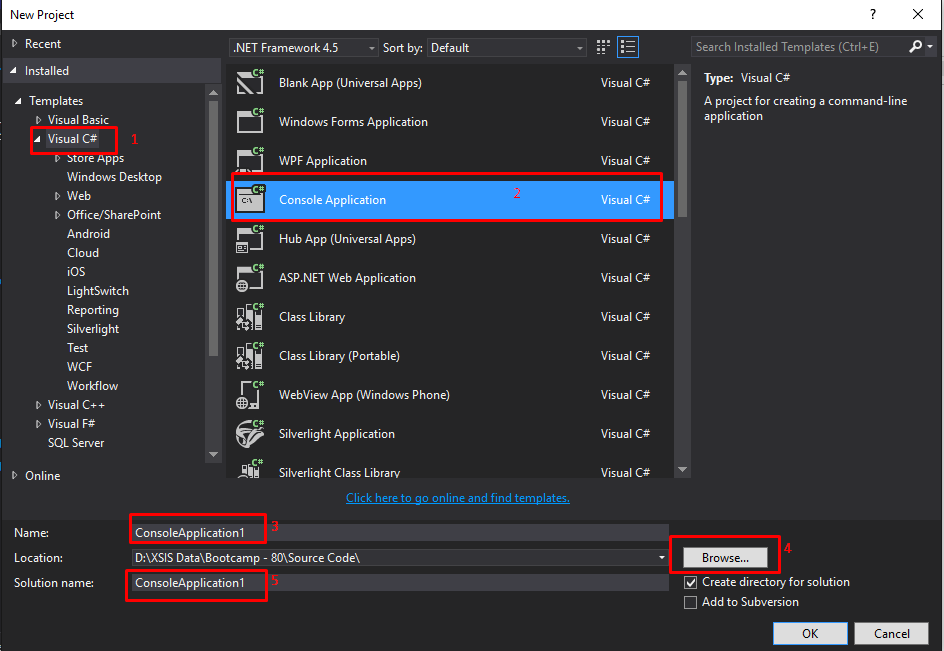 New Project
?
Recent
Installed
Templates
Visual Basic
Visual C#
1
Store Apps
Windows Desktop
Web
Office/SharePoint
Android
Cloud
iOS
LightSwitch
Reporting
Silverlight
Test
WCF
Workflow
Visual C++
Visual F#
SQL Server
Online
.NET Framework 4.5
Sort by: Default
Blank App (Universal Apps) Visual C#
Windows Forms Application Visual C#
WPF Application Visual C#
Console Application 2 Visual C#
Hub App (Universal Apps) Visual C#
ASP.NET Web Application Visual C#
Class Library Visual C#
Class Library (Portable) Visual C#
WebView App (Windows Phone) Visual C#
Silverlight Application Visual C#
Silverlight Class Library Visual C#
Click here to go online and find templates.
Search Installed Templates (Ctrl+E)
Type: Visual C#
A project for creating a command-line
application
Name: ConsoleApplication1 3
Location: D:\XSIS Data\Bootcamp - 80\Source Code\
Browse... 4
Solution name: ConsoleApplication1 5
Create directory for solution
Add to Subversion
OK
Cancel